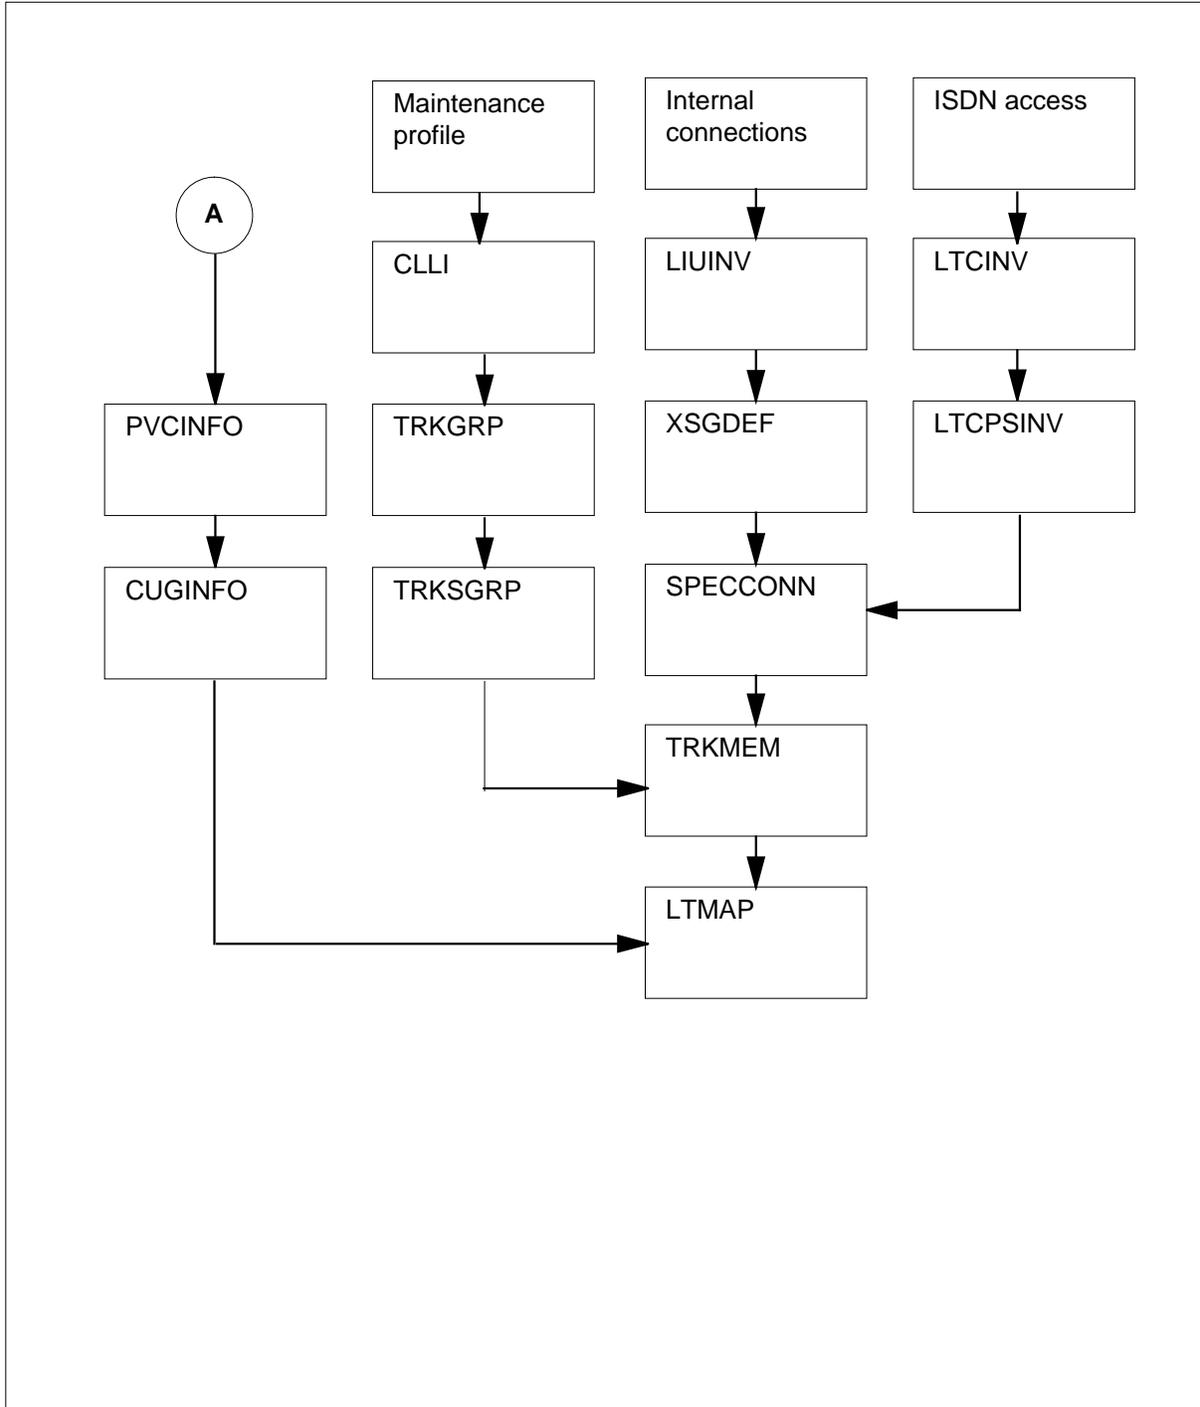 Maintenance
profile
Internal
connections
ISDN access
A
CLLI
LIUINV
LTCINV
PVCINFO
TRKGRP
XSGDEF
LTCPSINV
CUGINFO
TRKSGRP
SPECCONN
TRKMEM
LTMAP